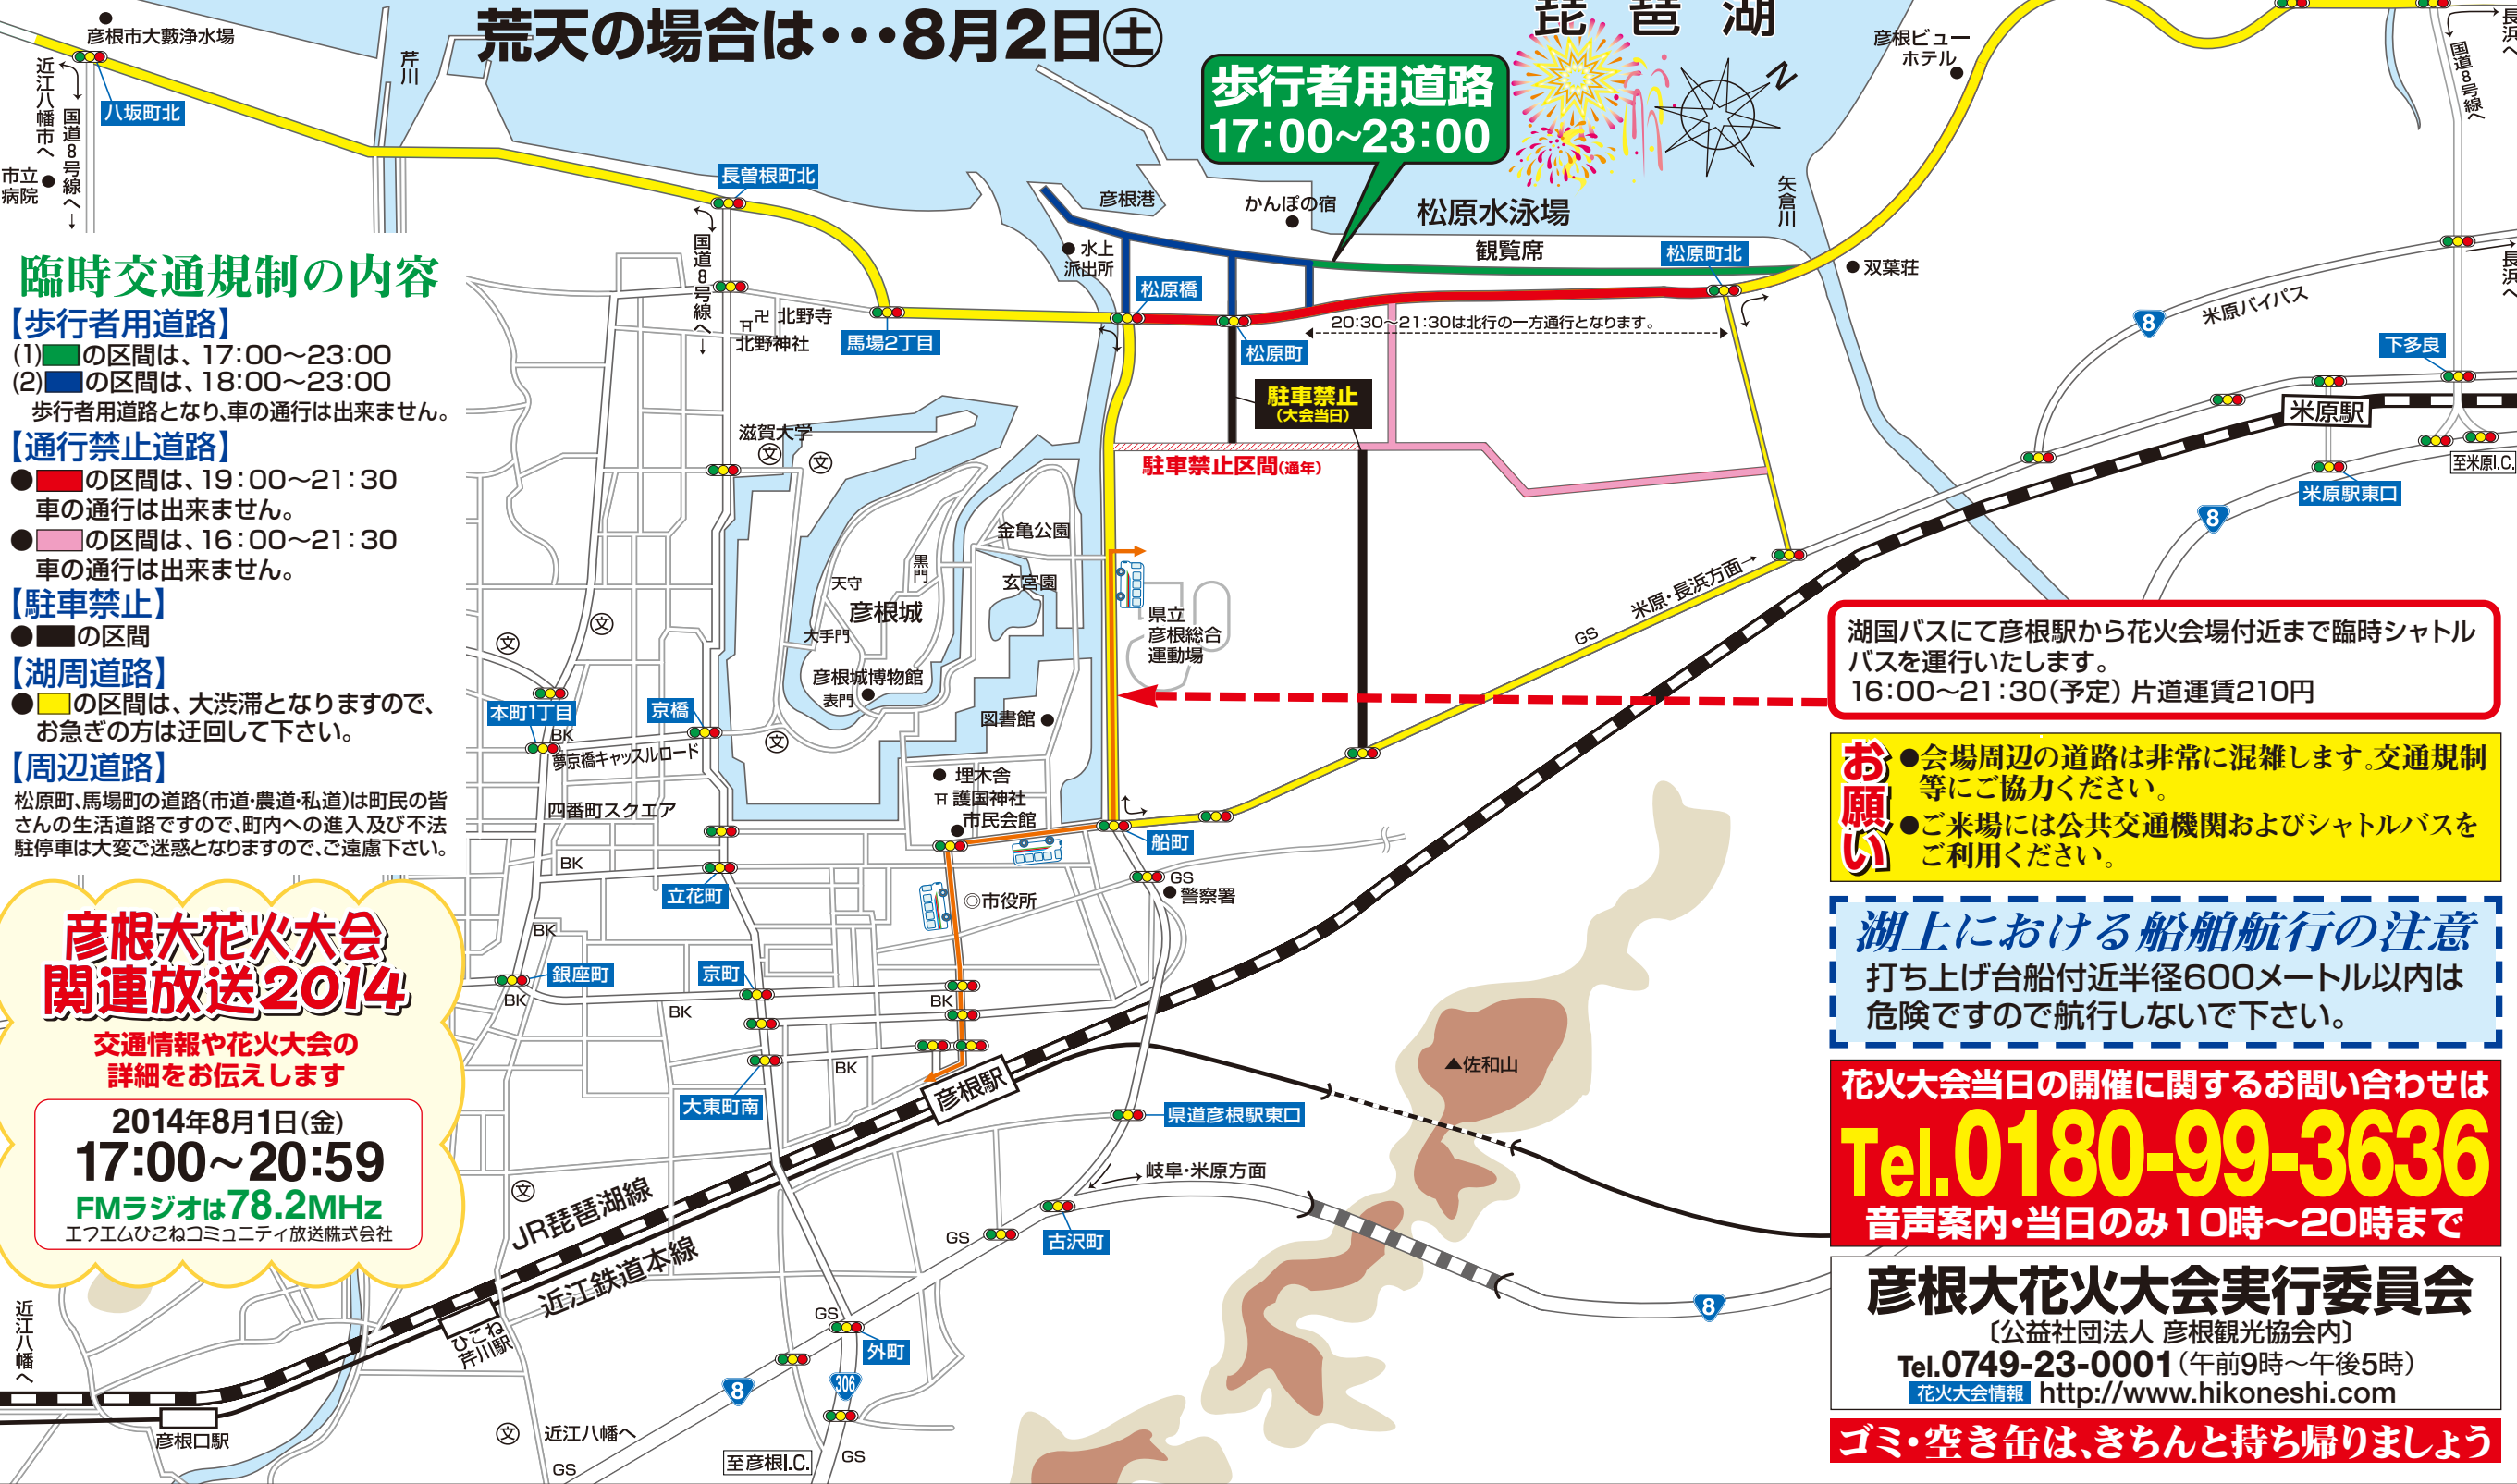 荒天の場合は･･･8月2日㊏
琵琶湖
歩行者用道路
17:00~23:00
N
彦根市大藪浄水場
芹川
近江八幡市へ
国道8号線へ
八坂町北
市立
病院
長曽根町北
彦根港
かんぽの宿
松原水泳場
観覧席
矢倉川
彦根ビュー
ホテル
国道8号線へ
長浜へ
長浜へ
水上
派出所
松原橋
松原町北
双葉荘
国道8号線へ
卍 北野寺
北野神社
馬場2丁目
松原町
20:30~21:30は北行の一方通行となります。
8
米原バイパス
下多良
米原駅
至米原I.C.
米原駅東口
8
駐車禁止
(大会当日)
駐車禁止区間(通年)
滋賀大学
文
文
金亀公園
黒門
天守
玄宮園
彦根城
大手門
彦根城博物館
表門
図書館
県立
彦根総合
運動場
米原・長浜方面→
GS
文
文
文
本町1丁目
京橋
BK
夢京橋キャッスルロード
四番町スクエア
埋木舎
護国神社
市民会館
船町
BK
立花町
◎市役所
GS
警察署
BK
銀座町
京町
BK
BK
BK
BK
大東町南
彦根駅
県道彦根駅東口
▲佐和山
岐阜・米原方面
古沢町
文
JR琵琶湖線
近江鉄道本線
GS
GS
外町
8
306
8
ひこね
芹川駅
近江八幡へ
彦根口駅
文
近江八幡へ
GS
至彦根I.C.
GS
臨時交通規制の内容
【歩行者用道路】
(1)の区間は、17:00~23:00
(2)の区間は、18:00~23:00
歩行者用道路となり、車の通行は出来ません。
【通行禁止道路】
●の区間は、19:00~21:30
車の通行は出来ません。
●の区間は、16:00~21:30
車の通行は出来ません。
【駐車禁止】
●の区間
【湖周道路】
●の区間は、大渋滞となりますので、
お急ぎの方は迂回して下さい。
【周辺道路】
松原町、馬場町の道路(市道・農道・私道)は町民の皆
さんの生活道路ですので、町内への進入及び不法
駐停車は大変ご迷惑となりますので、ご遠慮下さい。
彦根大花火大会
関連放送2014
交通情報や花火大会の
詳細をお伝えします
2014年8月1日(金)
17:00~20:59
FMラジオは78.2MHz
エフエムひこねコミュニティ放送株式会社
湖国バスにて彦根駅から花火会場付近まで臨時シャトル
バスを運行いたします。
16:00~21:30(予定) 片道運賃210円
お願い
●会場周辺の道路は非常に混雑します。交通規制
等にご協力ください。
●ご来場には公共交通機関およびシャトルバスを
ご利用ください。
湖上における船舶航行の注意
打ち上げ台船付近半径600メートル以内は
危険ですので航行しないで下さい。
花火大会当日の開催に関するお問い合わせは
Tel.0180-99-3636
音声案内・当日のみ10時~20時まで
彦根大花火大会実行委員会
〔公益社団法人 彦根観光協会内〕
Tel.0749-23-0001(午前9時~午後5時)
花火大会情報 http://www.hikoneshi.com
ゴミ・空き缶は、きちんと持ち帰りましょう